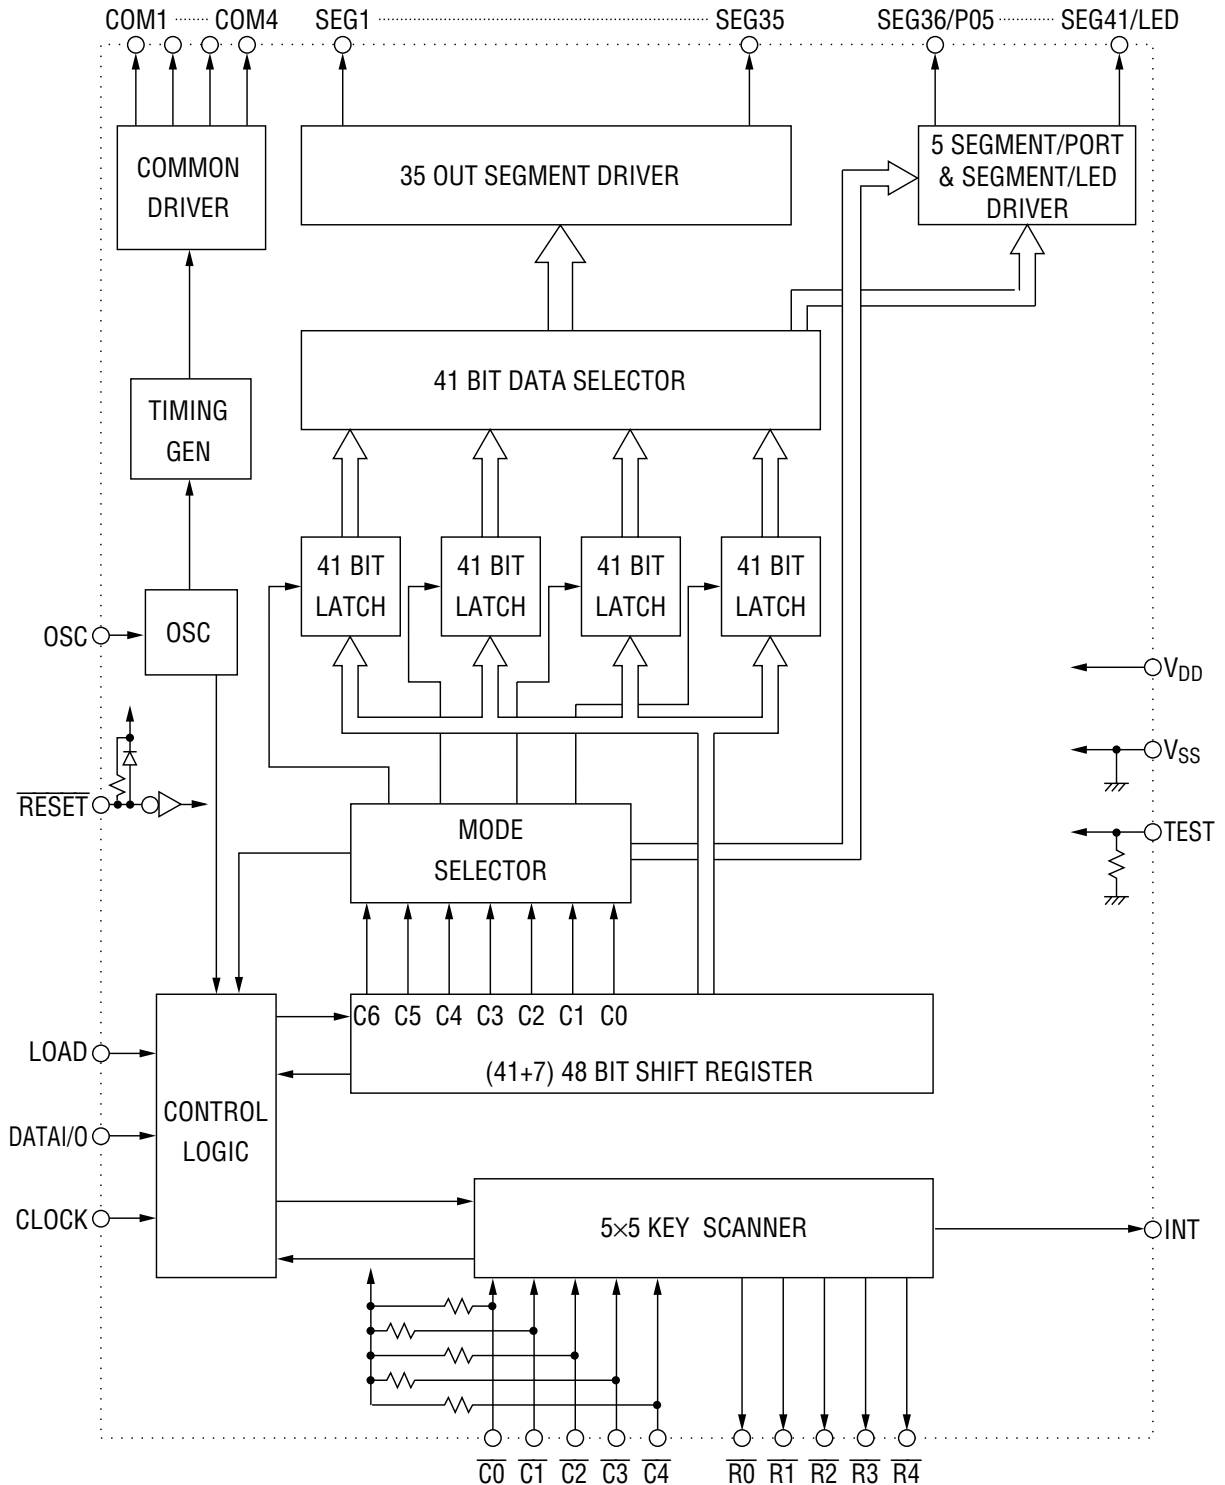 COM1 COM4 SEG1 SEG35 SEG36/P05 SEG41/LED
COMMON
DRIVER
35 OUT SEGMENT DRIVER
5 SEGMENT/PORT
& SEGMENT/LED
DRIVER
41 BIT DATA SELECTOR
TIMING
GEN
41 BIT
LATCH
41 BIT
LATCH
41 BIT
LATCH
41 BIT
LATCH
OSC
OSC
VDD
VSS
RESET
TEST
MODE
SELECTOR
C6 C5 C4 C3 C2 C1 C0
(41+7) 48 BIT SHIFT REGISTER
LOAD
DATAI/O
CLOCK
CONTROL
LOGIC
5×5 KEY SCANNER
INT
C0 C1 C2 C3 C4 R0 R1 R2 R3 R4